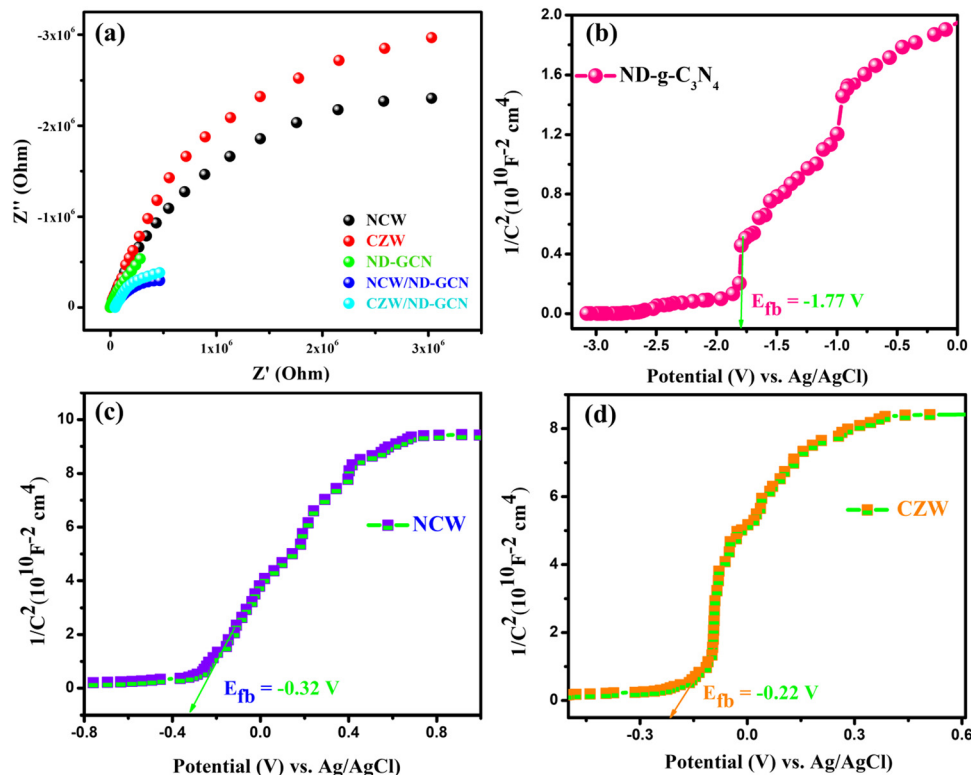 (a)
-3x10⁶
-2x10⁶
-1x10⁶
0
Z'' (Ohm)
0
1x10⁶
2x10⁶
3x10⁶
Z' (Ohm)
NCW
CZW
ND-GCN
NCW/ND-GCN
CZW/ND-GCN
(b)
2.0
1.6
1.2
0.8
0.4
0.0
1/C²(10¹⁰F⁻² cm⁴)
ND-g-C₃N₄
E_fb = -1.77 V
-3.0
-2.5
-2.0
-1.5
-1.0
-0.5
0.0
Potential (V) vs. Ag/AgCl)
(c)
10
8
6
4
2
0
1/C²(10¹⁰F⁻² cm⁴)
NCW
E_fb = -0.32 V
-0.8
-0.4
0.0
0.4
0.8
Potential (V) vs. Ag/AgCl)
(d)
8
6
4
2
0
1/C²(10¹⁰F⁻² cm⁴)
CZW
E_fb = -0.22 V
-0.3
0.0
0.3
0.6
Potential (V) vs. Ag/AgCl)